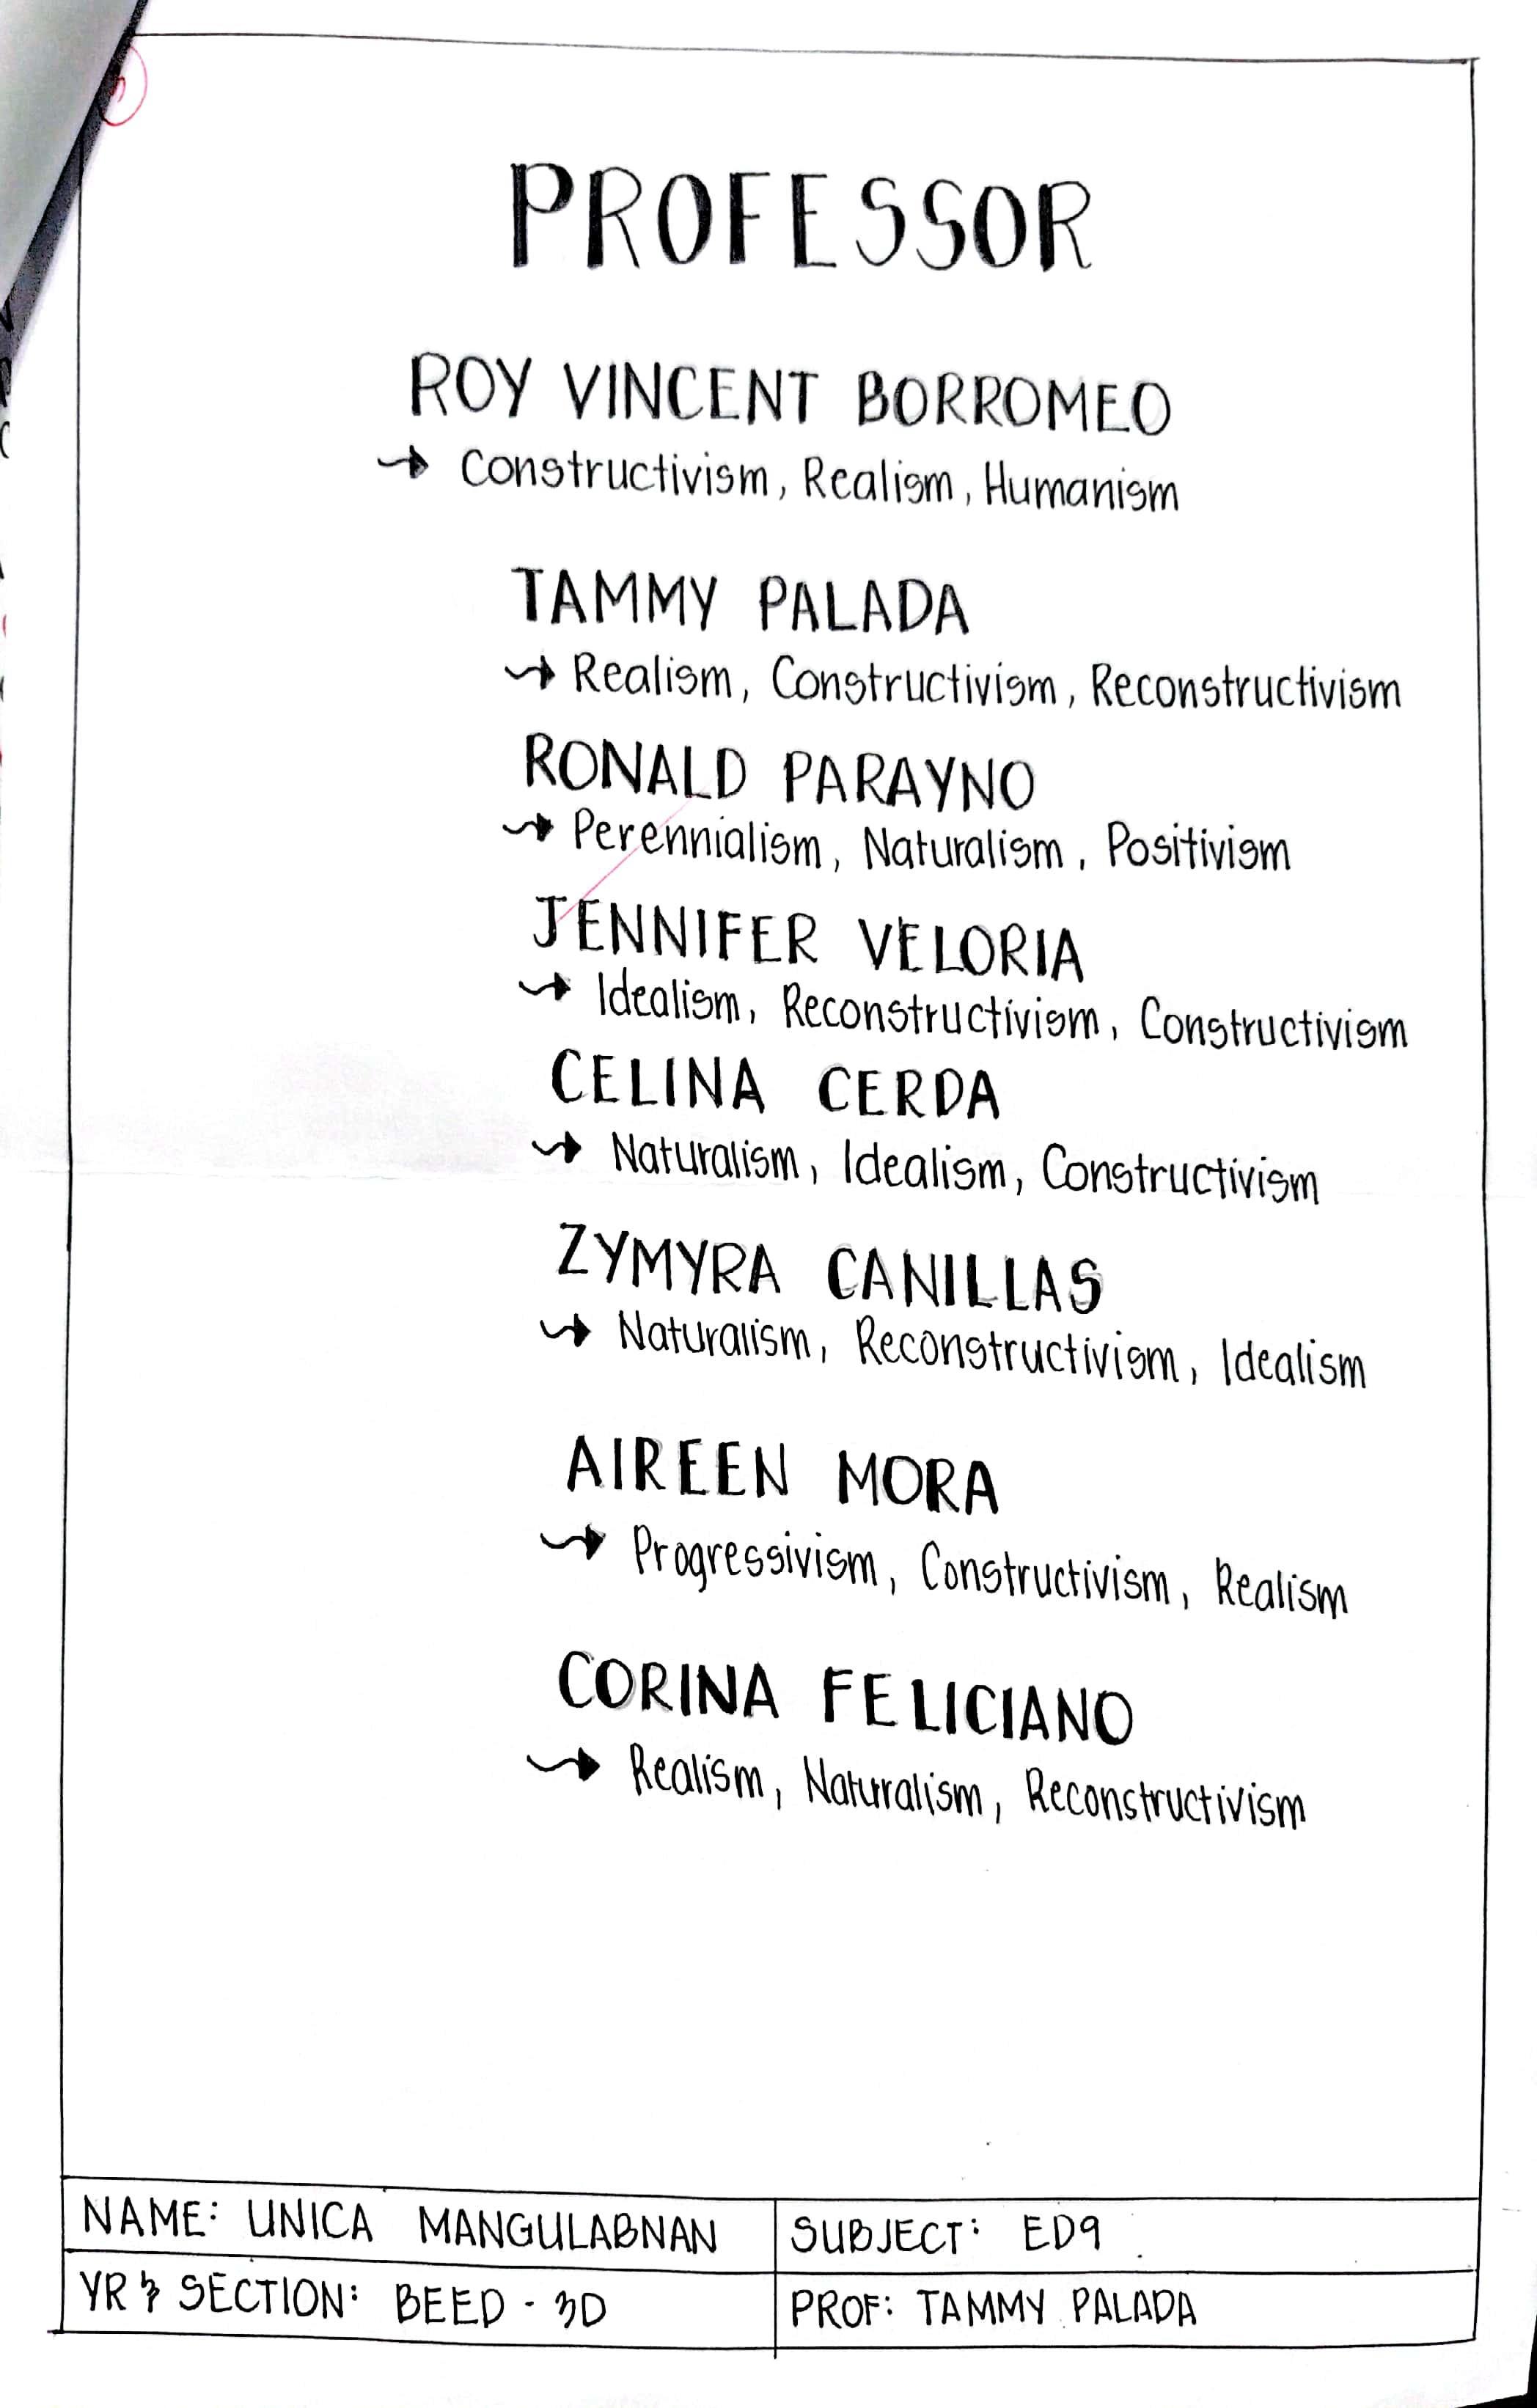 PROFESSOR
ROY VINCENT BORROMEO
→ Constructivism, Realism, Humanism
TAMMY PALADA
→ Realism, Constructivism, Reconstructivism
RONALD PARAYNO
→ Perennialism, Naturalism, Positivism
JENNIFER VELORIA
→ Idealism, Reconstructivism, Constructivism
CELINA CERDA
→ Naturalism, Idealism, Constructivism
ZYMYRA CANILLAS
→ Naturalism, Reconstructivism, Idealism
AIREEN MORA
→ Progressivism, Constructivism, Realism
CORINA FELICIANO
→ Realism, Naturalism, Reconstructivism
NAME: UNICA MANGULABNAN
SUBJECT: ED9
YR & SECTION: BEED - 3D
PROF: TAMMY PALADA